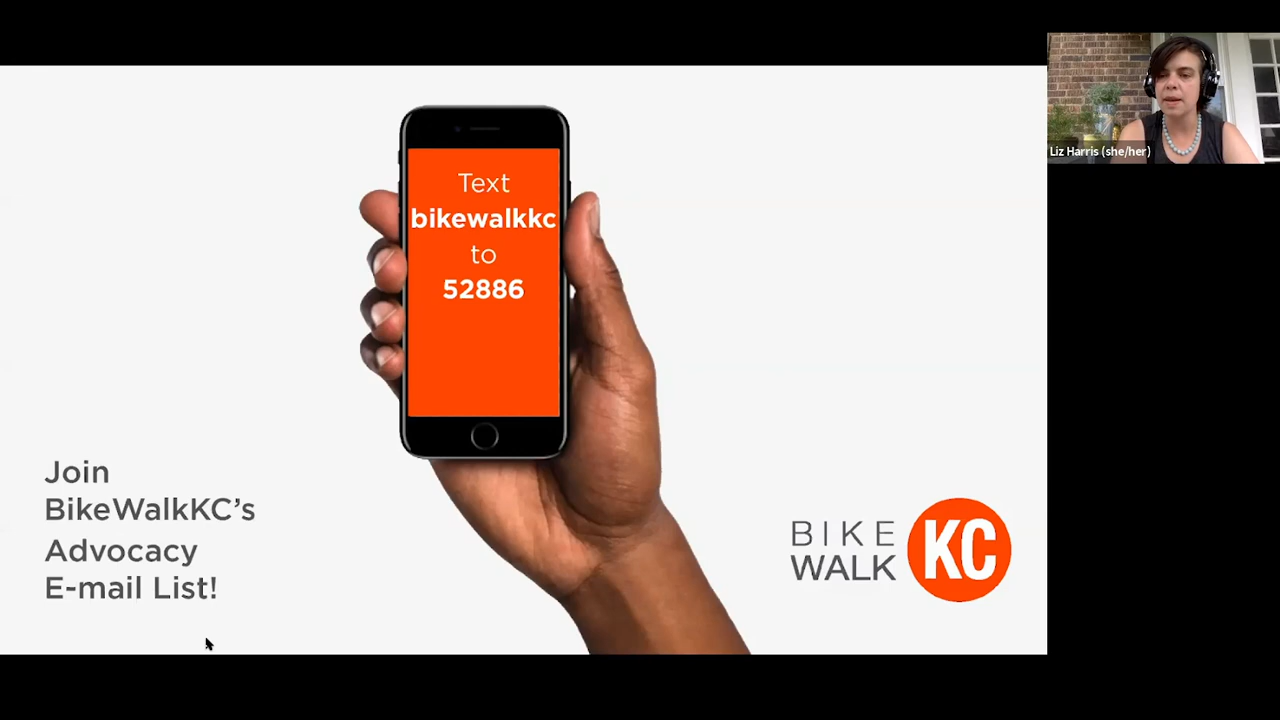 Text
bikewalkkc
to
52886
Join
BikeWalkKC's
Advocacy
E-mail List!
BIKE
WALK
KC
Liz Harris (she/her)